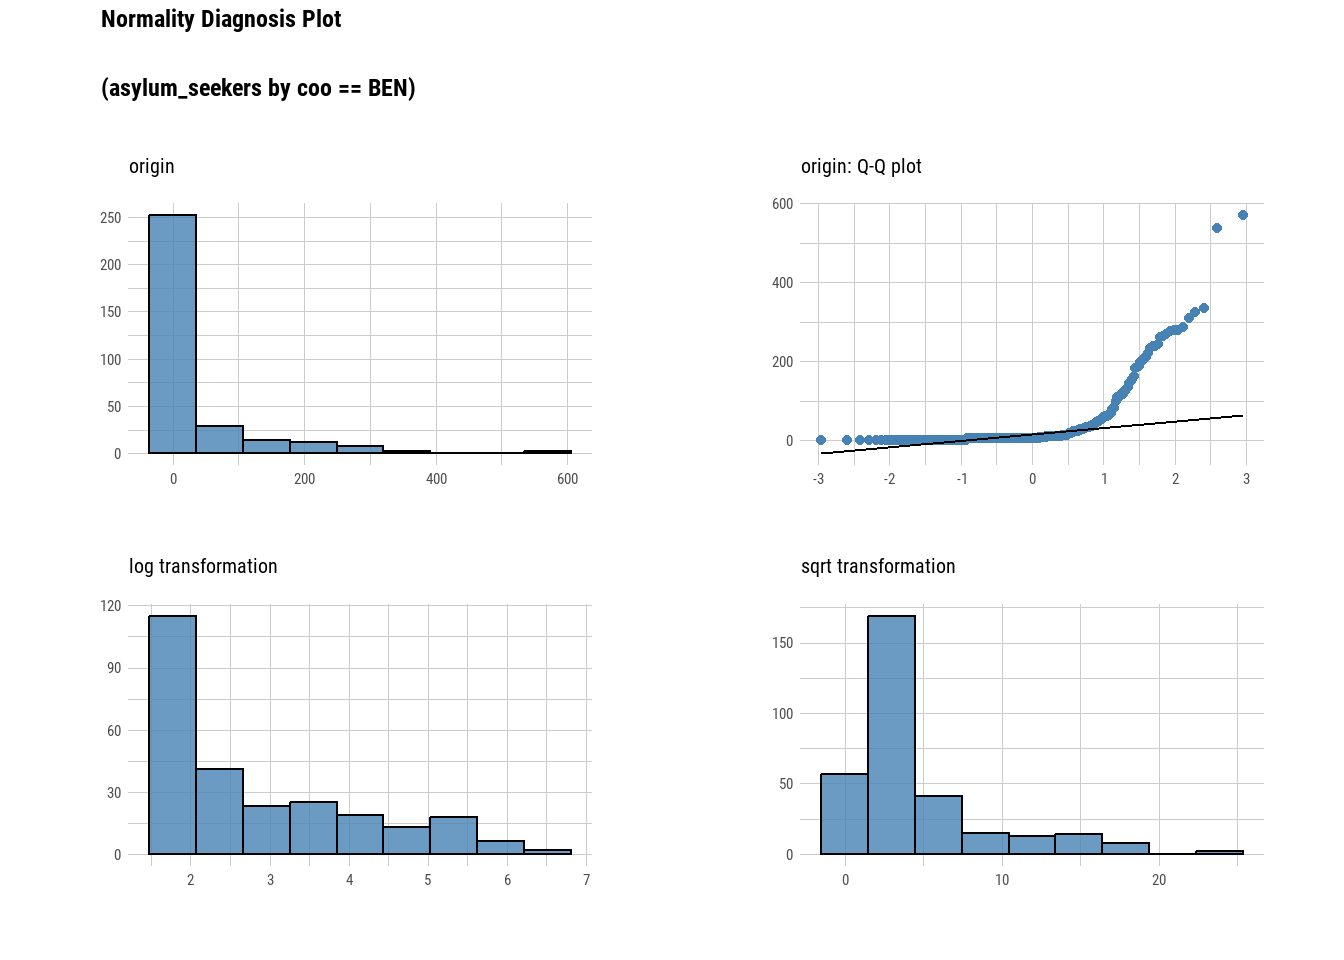 Normality Diagnosis Plot
(asylum_seekers by coo == BEN)
origin
250
200
150
100
50
0
0 200 400 600
origin: Q-Q plot
600
400
200
0
-3 -2 -1 0 1 2 3
log transformation
120
90
60
30
0
2 3 4 5 6 7
sqrt transformation
150
100
50
0
0 10 20